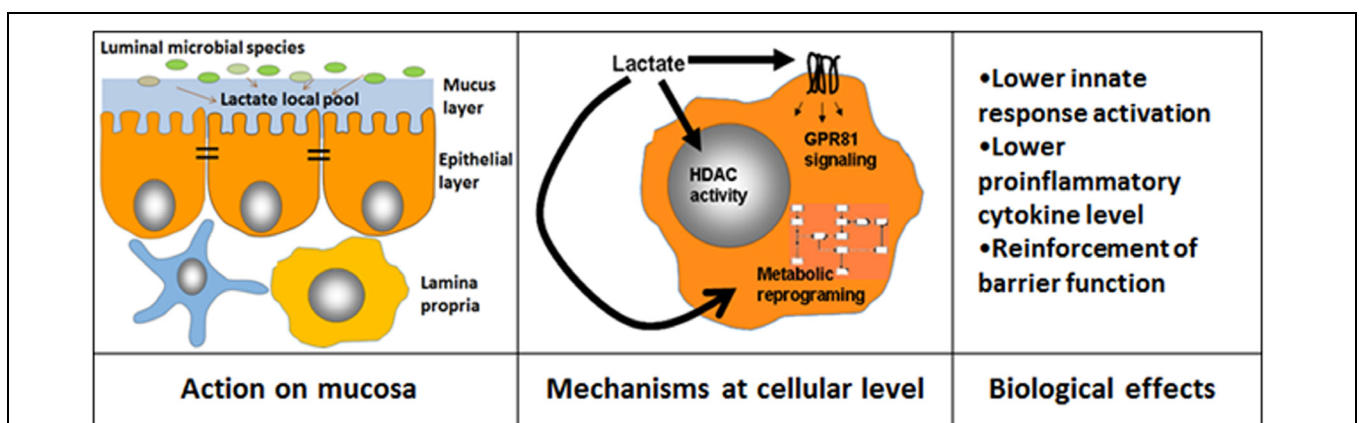 Luminal microbial species
Lactate local pool
Mucus
layer
Epithelial
layer
Lamina
propria
Lactate
GPR81
signaling
HDAC
activity
Metabolic
reprograming
•Lower innate
response activation
•Lower
proinflammatory
cytokine level
•Reinforcement of
barrier function
Action on mucosa
Mechanisms at cellular level
Biological effects